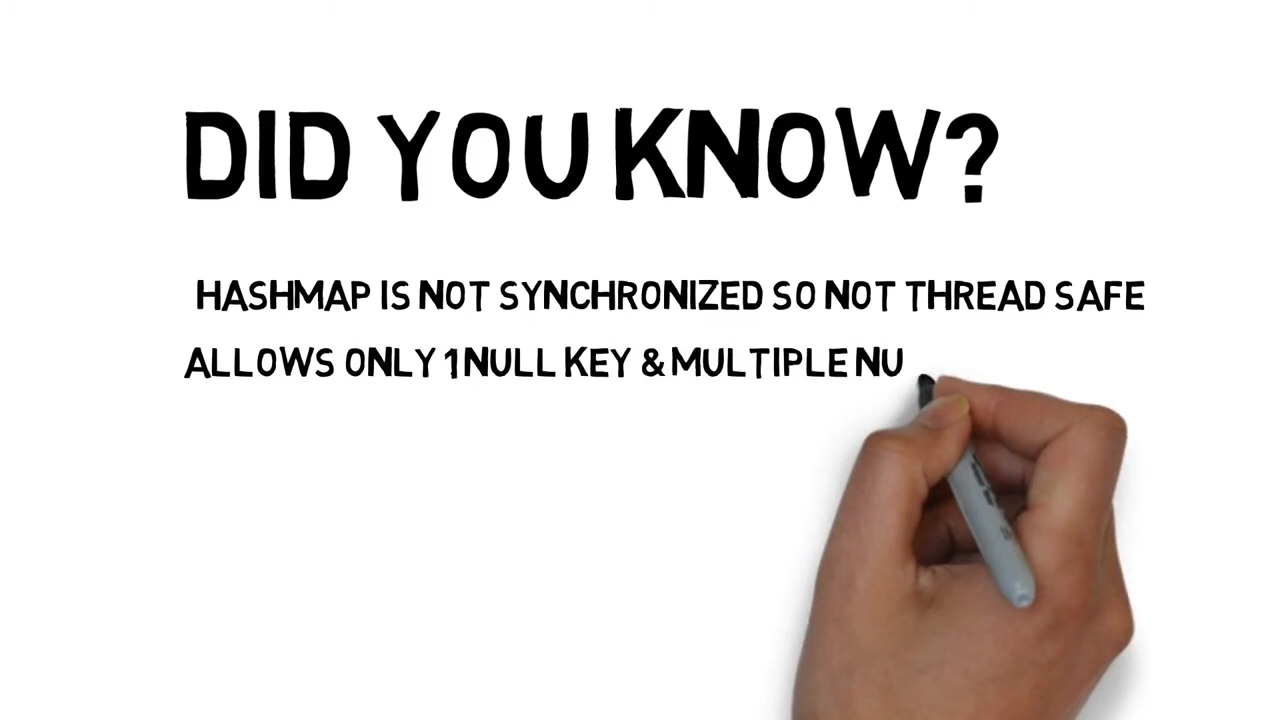 DID YOU KNOW?
HASHMAP IS NOT SYNCHRONIZED SO NOT THREAD SAFE
ALLOWS ONLY 1 NULL KEY & MULTIPLE NU